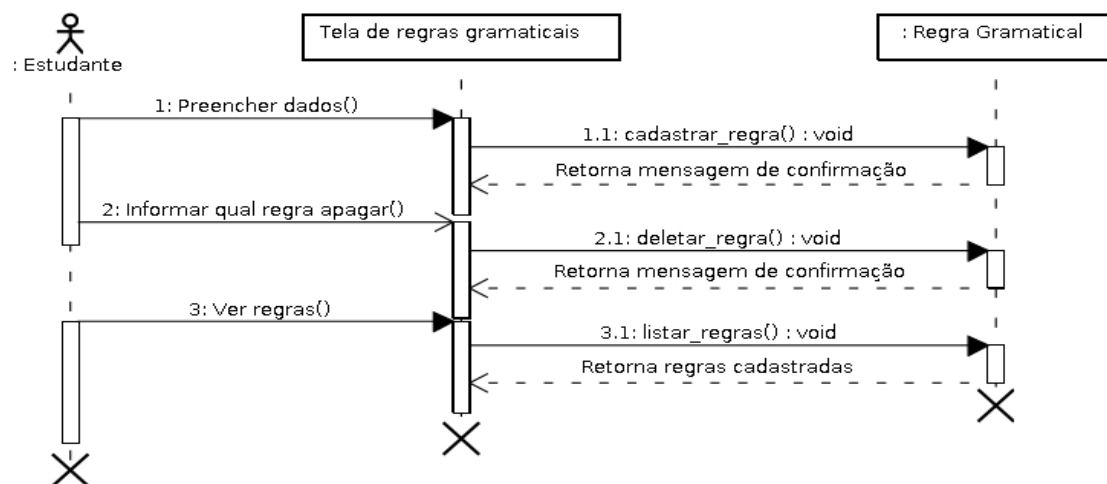 Tela de regras gramaticais
: Regra Gramatical
: Estudante
1: Preencher dados()
1.1: cadastrar_regra() : void
Retorna mensagem de confirmação
2: Informar qual regra apagar()
2.1: deletar_regra() : void
Retorna mensagem de confirmação
3: Ver regras()
3.1: listar_regras() : void
Retorna regras cadastradas